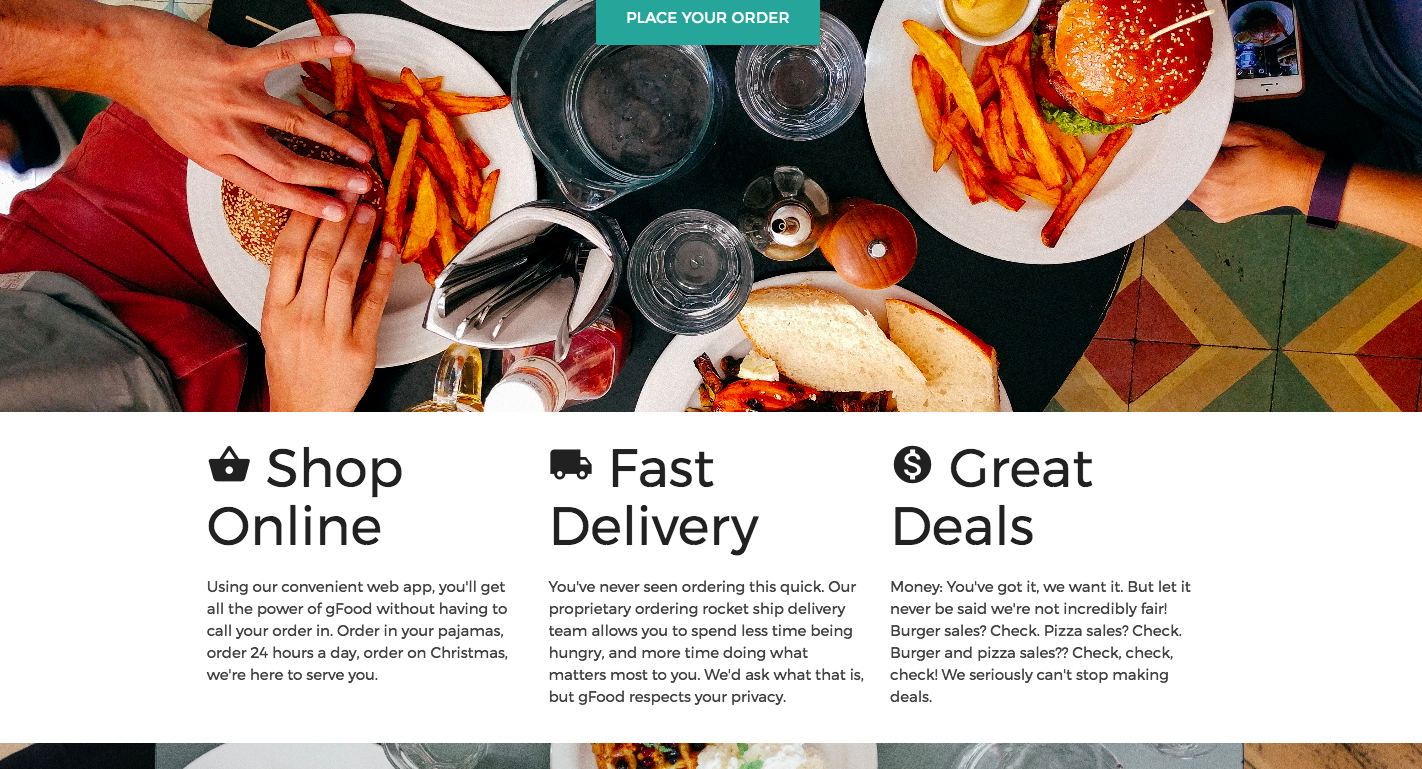 PLACE YOUR ORDER
Shop
Online
Using our convenient web app, you'll get
all the power of gFood without having to
call your order in. Order in your pajamas,
order 24 hours a day, order on Christmas,
we're here to serve you.
Fast
Delivery
You've never seen ordering this quick. Our
proprietary ordering rocket ship delivery
team allows you to spend less time being
hungry, and more time doing what
matters most to you. We'd ask what that is,
but gFood respects your privacy.
Great
Deals
Money: You've got it, we want it. But let it
never be said we're not incredibly fair!
Burger sales? Check. Pizza sales? Check.
Burger and pizza sales?? Check, check,
check! We seriously can't stop making
deals.